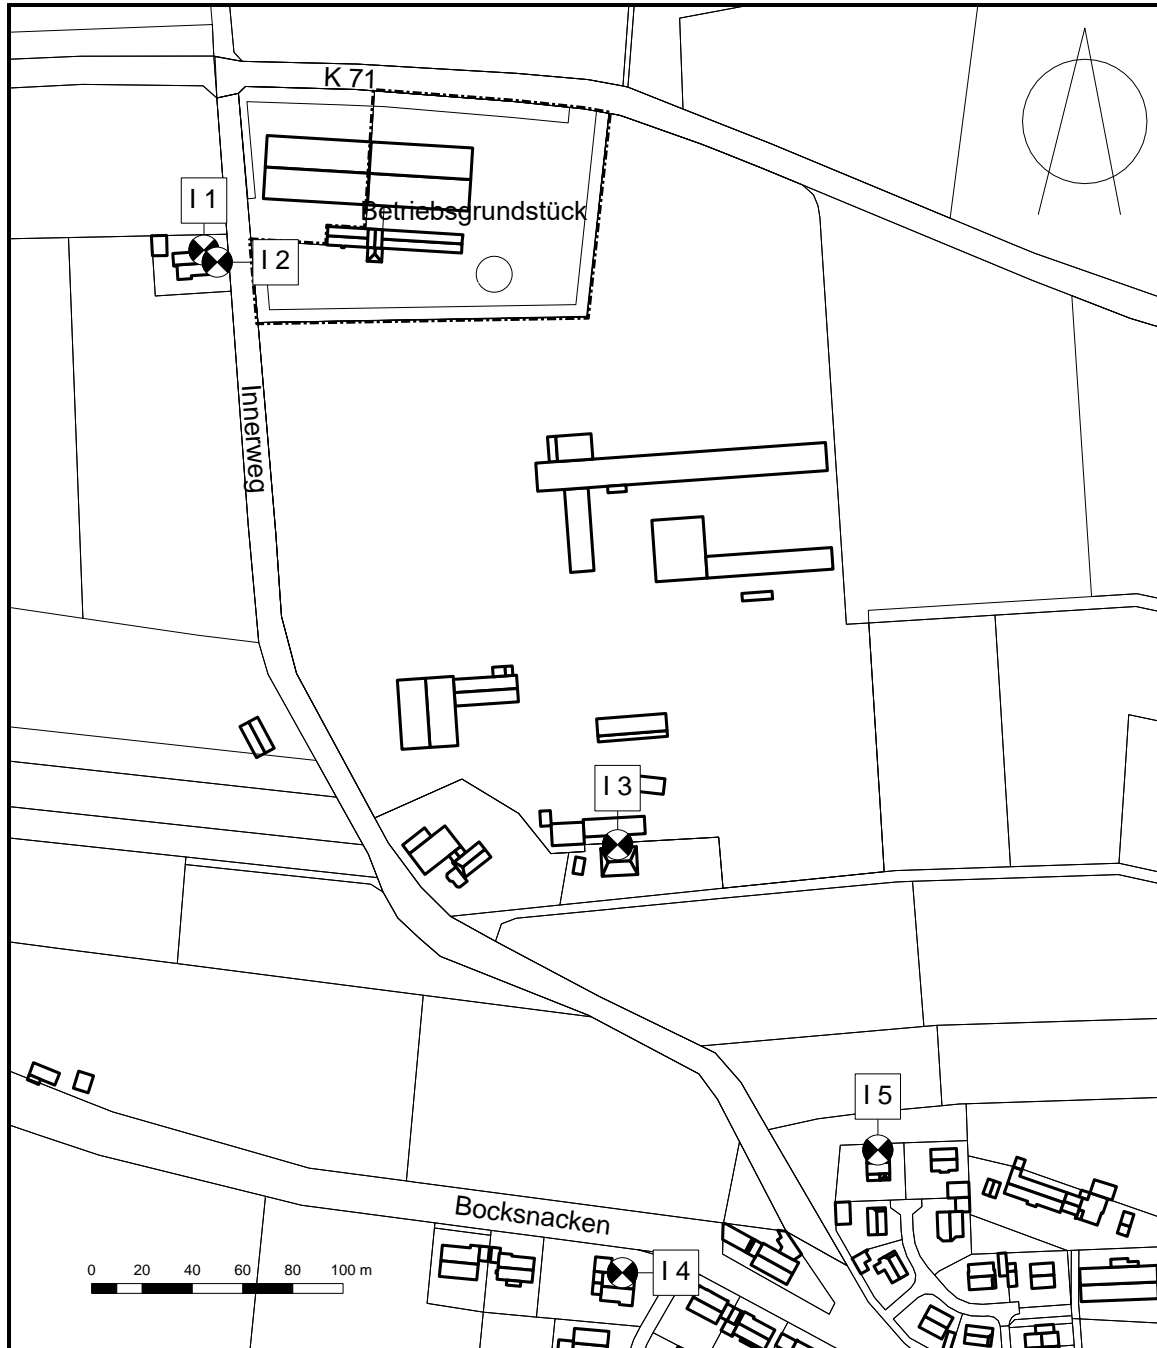 K 71
I 1
Betriebsgrundstück
I 2
Innerweg
I 3
I 5
Bocksnacken
I 4
0 20 40 60 80 100 m